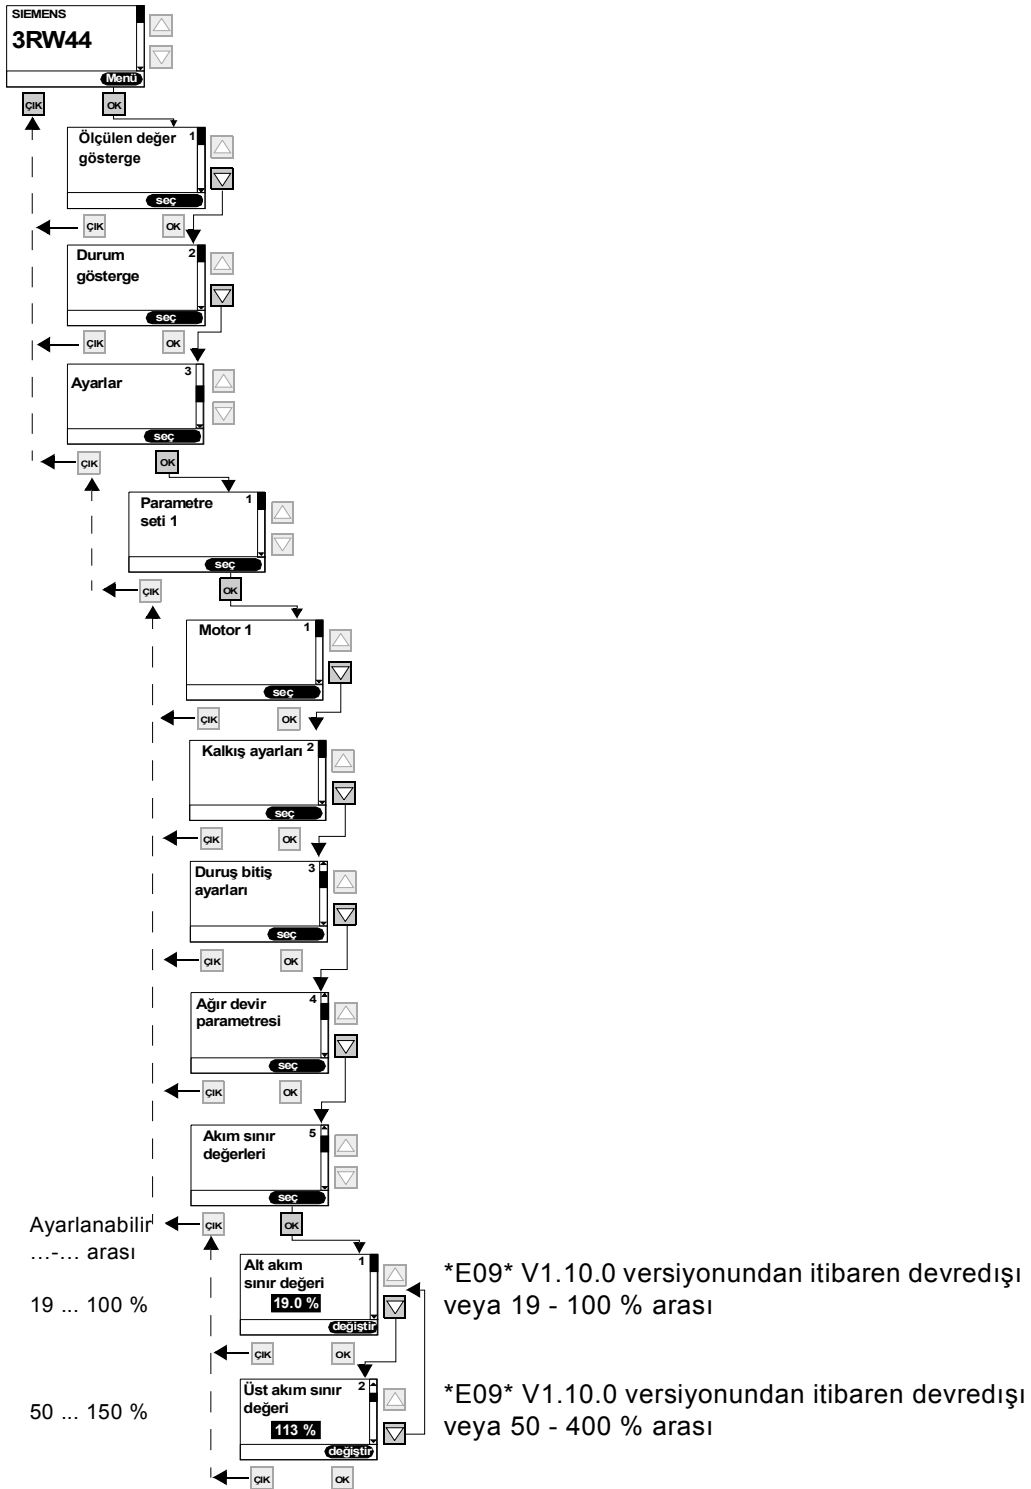 SIEMENS
3RW44
Menü
ÇIK
OK
Ölçülen değer 1
gösterge
seç
ÇIK
OK
Durum 2
gösterge
seç
ÇIK
OK
Ayarlar 3
seç
ÇIK
OK
Parametre 1
seti 1
seç
ÇIK
OK
Motor 1 1
seç
ÇIK
OK
Kalkış ayarları 2
seç
ÇIK
OK
Duruş bitiş 3
ayarları
seç
ÇIK
OK
Ağır devir 4
parametresi
seç
ÇIK
OK
Akım sınır 5
değerleri
seç
Ayarlanabilir
...-... arası
ÇIK
OK
Alt akım 1
sınır değeri
19.0 %
değiştir
19 ... 100 %
*E09* V1.10.0 versiyonundan itibaren devredışı
veya 19 - 100 % arası
ÇIK
OK
Üst akım sınır 2
değeri
113 %
değiştir
50 ... 150 %
*E09* V1.10.0 versiyonundan itibaren devredışı
veya 50 - 400 % arası
ÇIK
OK